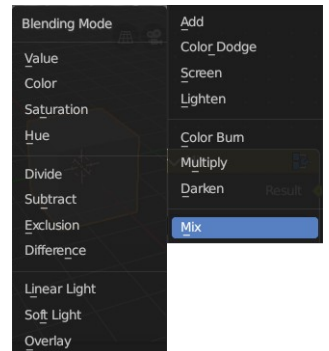 Blending Mode
Value
Color
Saturation
Hue
Divide
Subtract
Exclusion
Difference
Linear Light
Soft Light
Overlay
Add
Color Dodge
Screen
Lighten
Color Burn
Multiply
Darken
Result
Mix